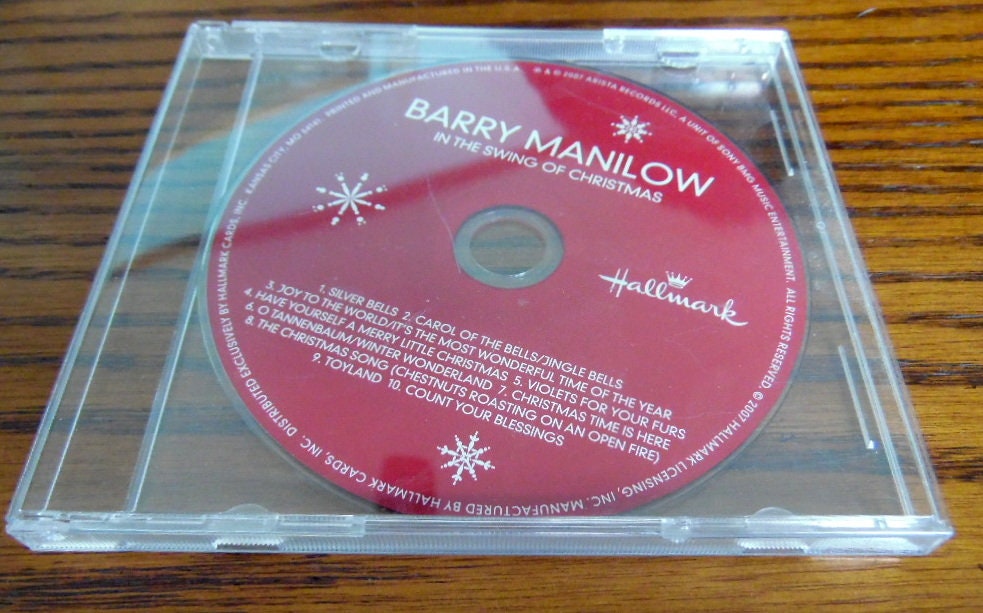 BARRY MANILOW
IN THE SWING OF CHRISTMAS
Hallmark
1. SILVER BELLS 2. CAROL OF THE BELLS/JINGLE BELLS
3. JOY TO THE WORLD/IT'S THE MOST WONDERFUL TIME OF THE YEAR
4. HAVE YOURSELF A MERRY LITTLE CHRISTMAS 5. VIOLETS FOR YOUR FURS
6. O TANNENBAUM/WINTER WONDERLAND 7. CHRISTMAS TIME IS HERE
8. THE CHRISTMAS SONG (CHESTNUTS ROASTING ON AN OPEN FIRE)
9. TOYLAND 10. COUNT YOUR BLESSINGS
℗ & © 2007 ARISTA RECORDS LLC, A UNIT OF SONY BMG MUSIC ENTERTAINMENT. ALL RIGHTS RESERVED. © 2007 HALLMARK LICENSING, INC. MANUFACTURED BY HALLMARK CARDS, INC. DISTRIBUTED EXCLUSIVELY BY HALLMARK CARDS, INC. KANSAS CITY, MO 64141 PRINTED AND MANUFACTURED IN THE U.S.A.